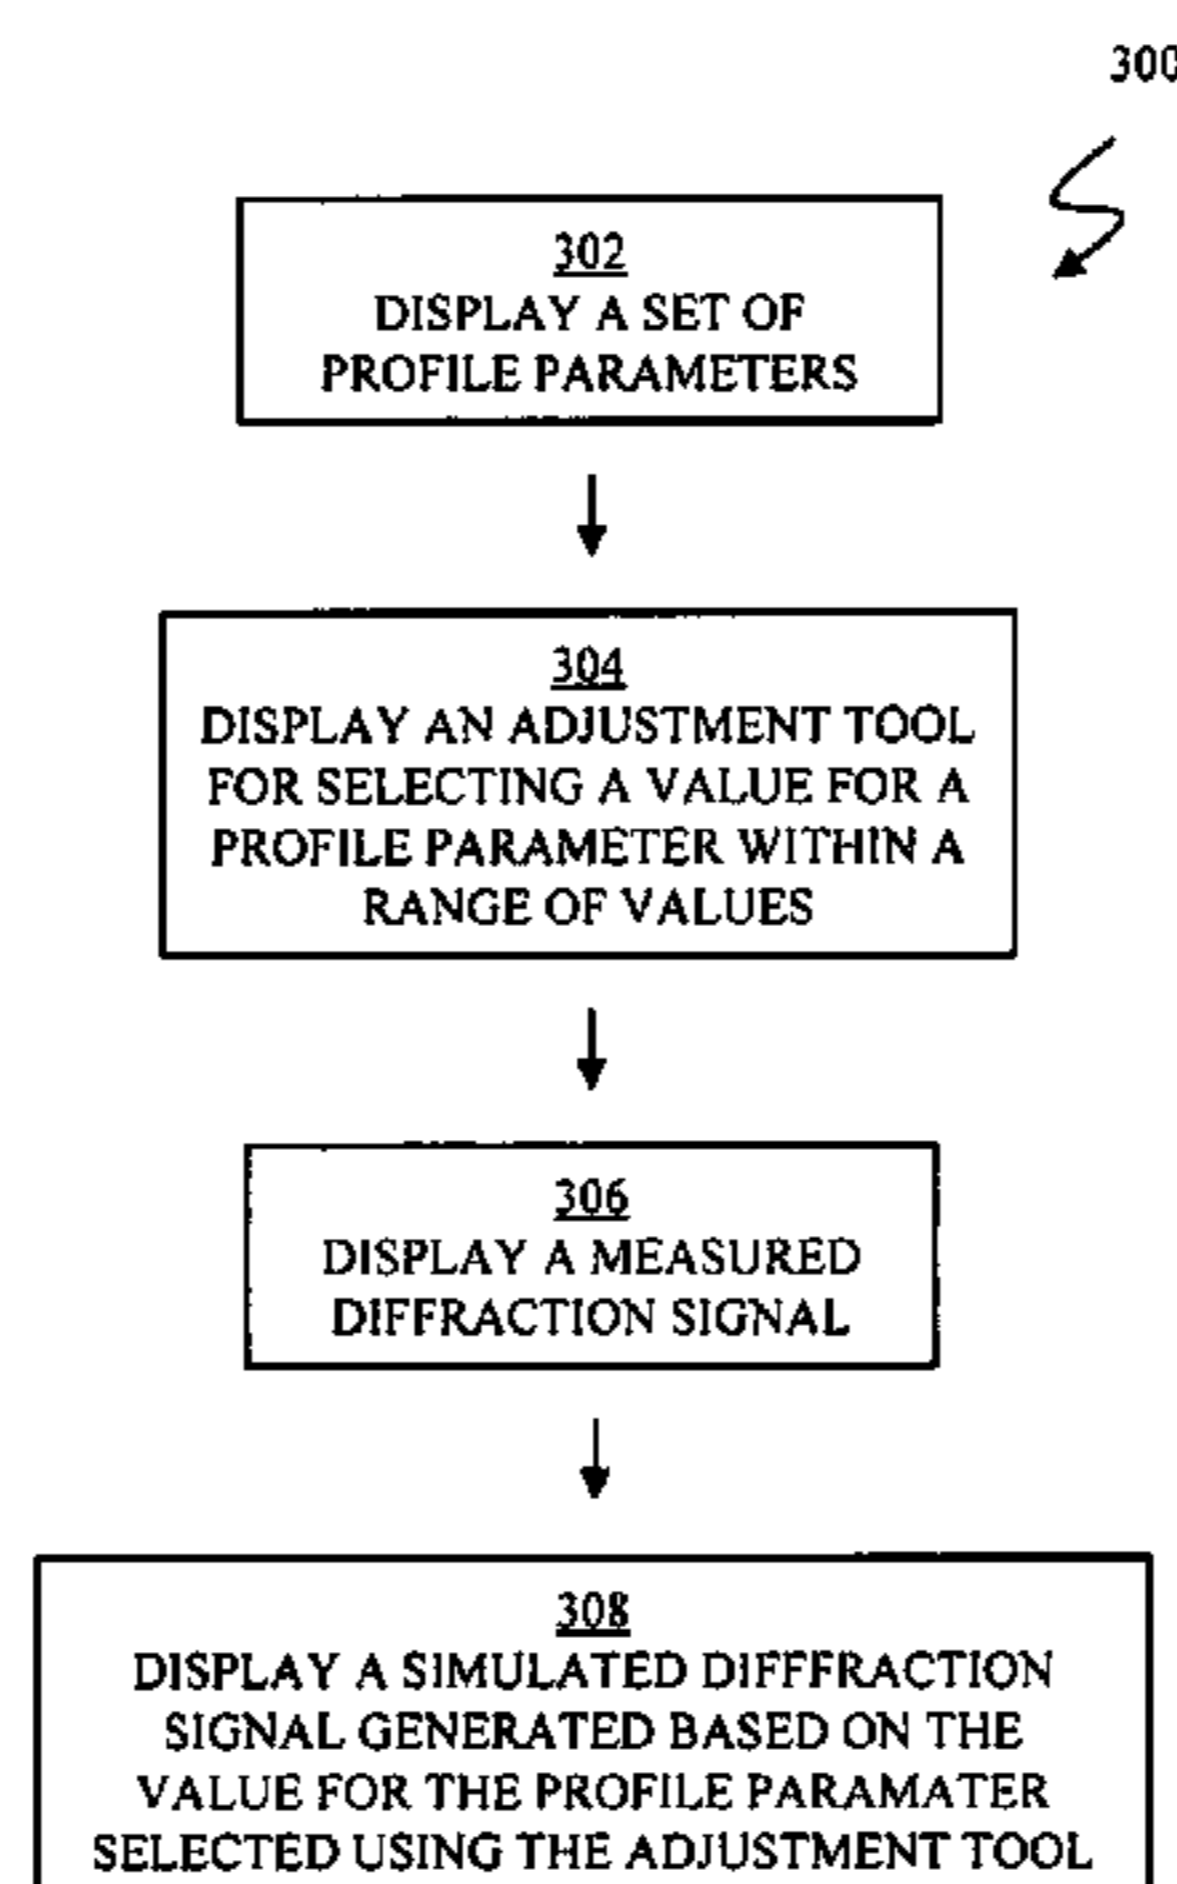 300
302
DISPLAY A SET OF
PROFILE PARAMETERS
304
DISPLAY AN ADJUSTMENT TOOL
FOR SELECTING A VALUE FOR A
PROFILE PARAMETER WITHIN A
RANGE OF VALUES
306
DISPLAY A MEASURED
DIFFRACTION SIGNAL
308
DISPLAY A SIMULATED DIFFFRACTION
SIGNAL GENERATED BASED ON THE
VALUE FOR THE PROFILE PARAMATER
SELECTED USING THE ADJUSTMENT TOOL